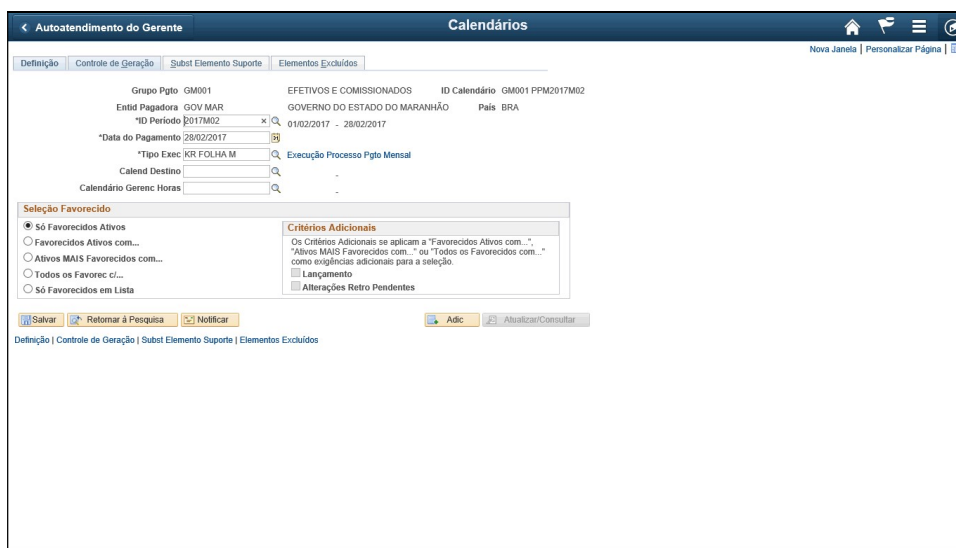 Autoatendimento do Gerente Calendários
Nova Janela | Personalizar Página |
Definição Controle de Geração Subst Elemento Suporte Elementos Excluídos
Grupo Pgto GM001 EFETIVOS E COMISSIONADOS ID Calendário GM001 PPM2017M02
Entid Pagadora GOV MAR GOVERNO DO ESTADO DO MARANHÃO País BRA
*ID Período 2017M02 01/02/2017 - 28/02/2017
*Data do Pagamento 28/02/2017
*Tipo Exec KR FOLHA M Execução Processo Pgto Mensal
Calend Destino -
Calendário Gerenc Horas -
Seleção Favorecido
Só Favorecidos Ativos
Favorecidos Ativos com...
Ativos MAIS Favorecidos com...
Todos os Favorec c/...
Só Favorecidos em Lista
Critérios Adicionais
Os Critérios Adicionais se aplicam a "Favorecidos Ativos com...",
"Ativos MAIS Favorecidos com..." ou "Todos os Favorecidos com..."
como exigências adicionais para a seleção.
Lançamento
Alterações Retro Pendentes
Salvar Retornar à Pesquisa Notificar Adic Atualizar/Consultar
Definição | Controle de Geração | Subst Elemento Suporte | Elementos Excluídos